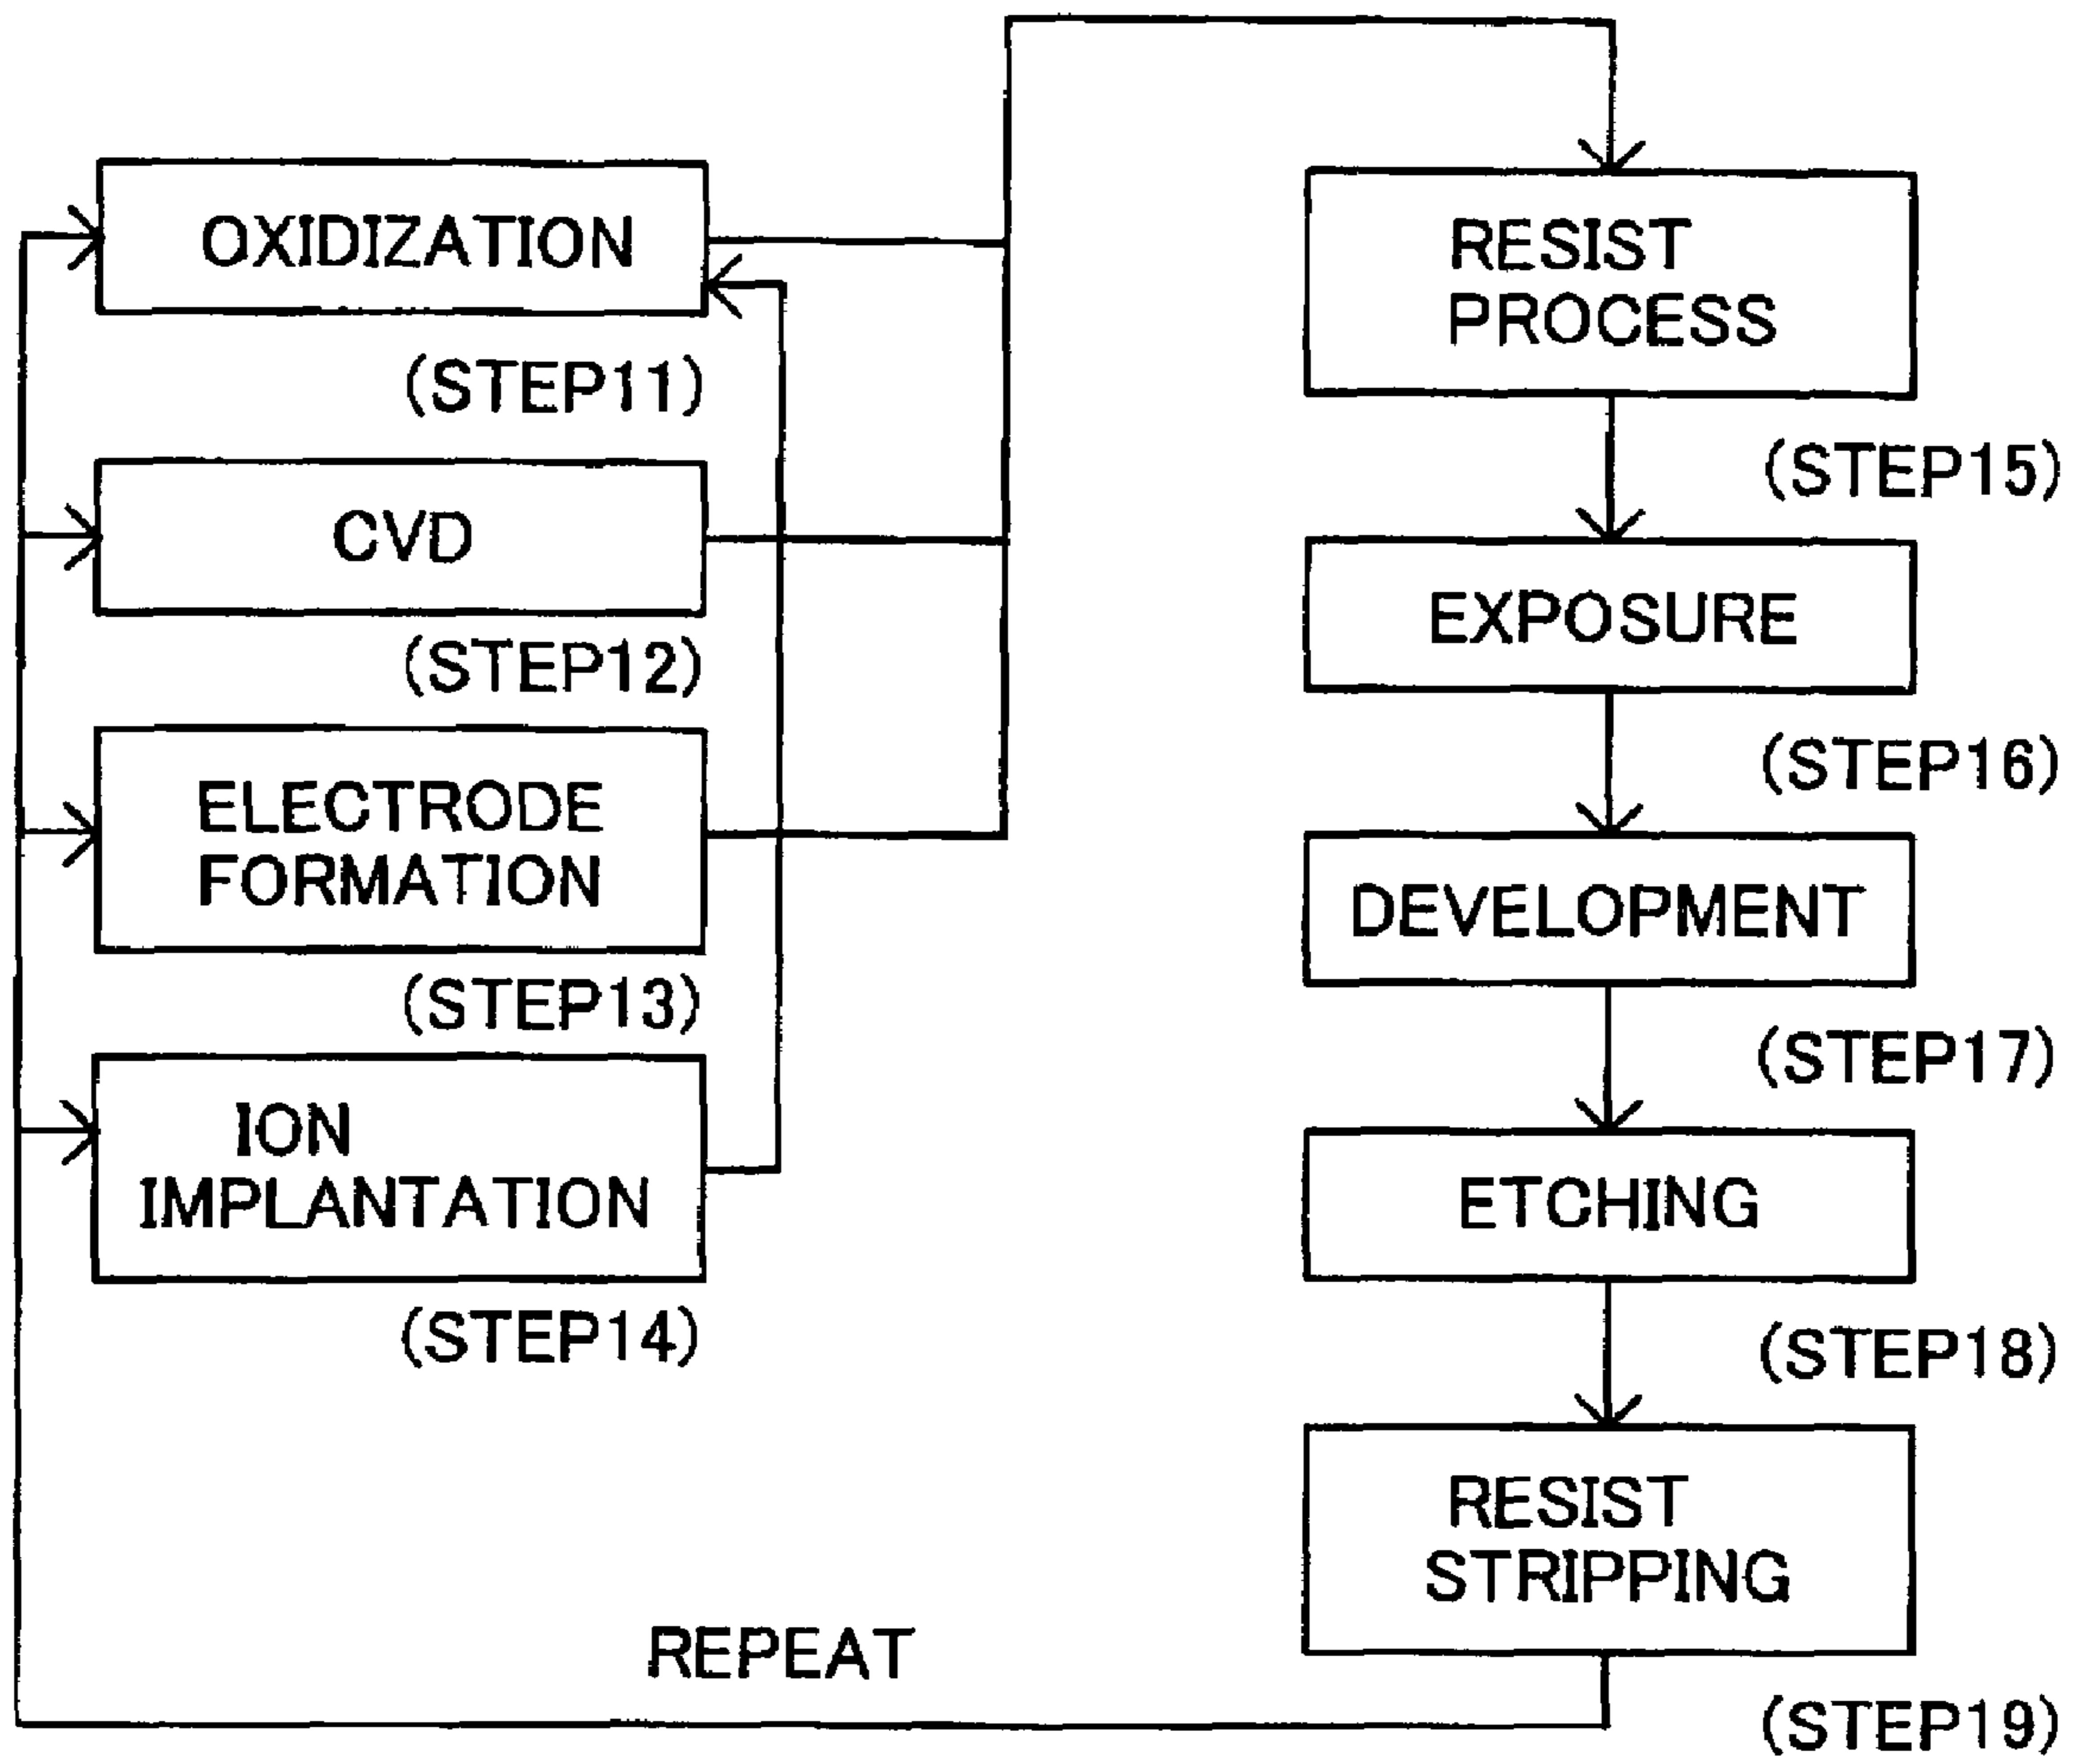 OXIDIZATION
(STEP11)
CVD
(STEP12)
ELECTRODE
FORMATION
(STEP13)
ION
IMPLANTATION
(STEP14)
RESIST
PROCESS
(STEP15)
EXPOSURE
(STEP16)
DEVELOPMENT
(STEP17)
ETCHING
(STEP18)
RESIST
STRIPPING
(STEP19)
REPEAT